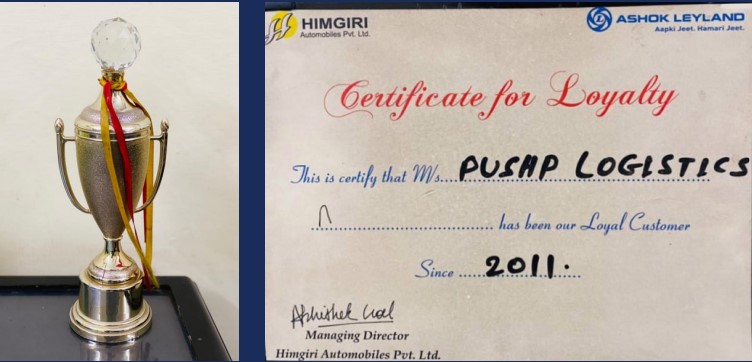 HIMGIRI
Automobiles Pvt. Ltd.
ASHOK LEYLAND
Aapki Jeet. Hamari Jeet.
Certificate for Loyalty
This is certify that M/s... PUSHP LOGISTICS
has been our Loyal Customer
Since ..... 2011.
Abhishek Goel
Managing Director
Himgiri Automobiles Pvt. Ltd.